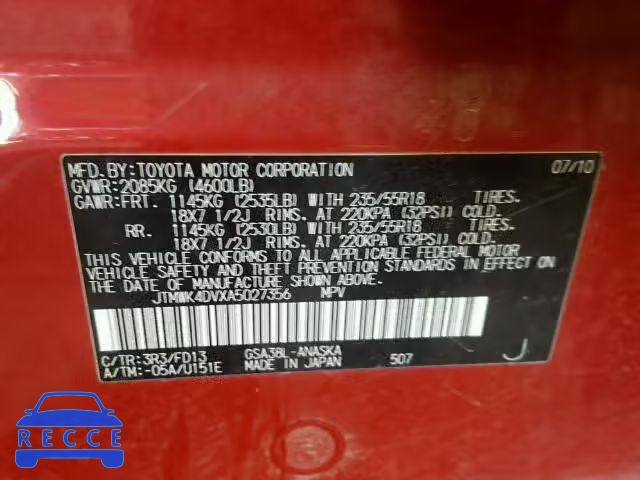 MFD. BY: TOYOTA MOTOR CORPORATION 07/10
GVWR: 2085KG (4600LB)
GAWR: FRT. 1145KG (2535LB) WITH 235/55R18 TIRES.
18X7 1/2J RIMS. AT 220KPA (32PSI) COLD.
RR. 1145KG (2530LB) WITH 235/55R18 TIRES.
18X7 1/2J RIMS. AT 220KPA (32PSI) COLD.
THIS VEHICLE CONFORMS TO ALL APPLICABLE FEDERAL MOTOR
VEHICLE SAFETY AND THEFT PREVENTION STANDARDS IN EFFECT ON
THE DATE OF MANUFACTURE SHOWN ABOVE.
JTMWK4DVXA5027356 MPV
C/TR: 3R3/FD13 GSA38L-ANASKA
A/TM: -05A/U151E MADE IN JAPAN 507 J
RECCE